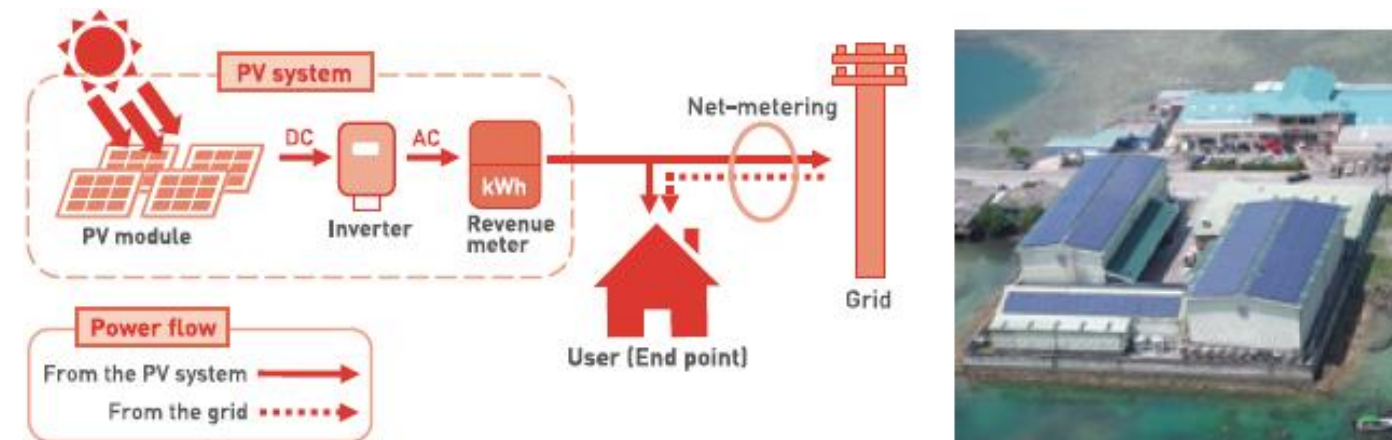 PV system
DC
AC
kWh
PV module
Inverter
Revenue
meter
Net-metering
Grid
User (End point)
Power flow
From the PV system
From the grid